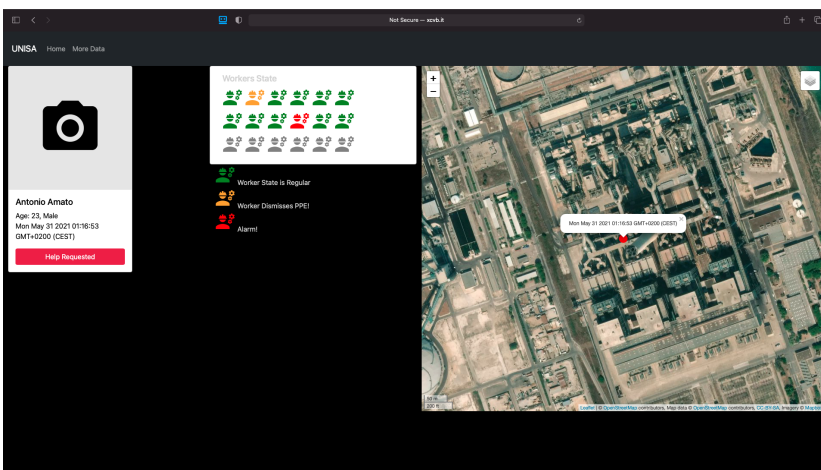 Not Secure — xcvb.it
UNISA Home More Data
Workers State
Worker State is Regular
Worker Dismisses PPE!
Alarm!
Antonio Amato
Age: 23, Male
Mon May 31 2021 01:16:53
GMT+0200 (CEST)
Help Requested
+
−
Mon May 31 2021 01:16:53 GMT+0200 (CEST)
×
50 m
200 ft
Leaflet | © OpenStreetMap contributors, Map data © OpenStreetMap contributors, CC-BY-SA, Imagery © Mapbox